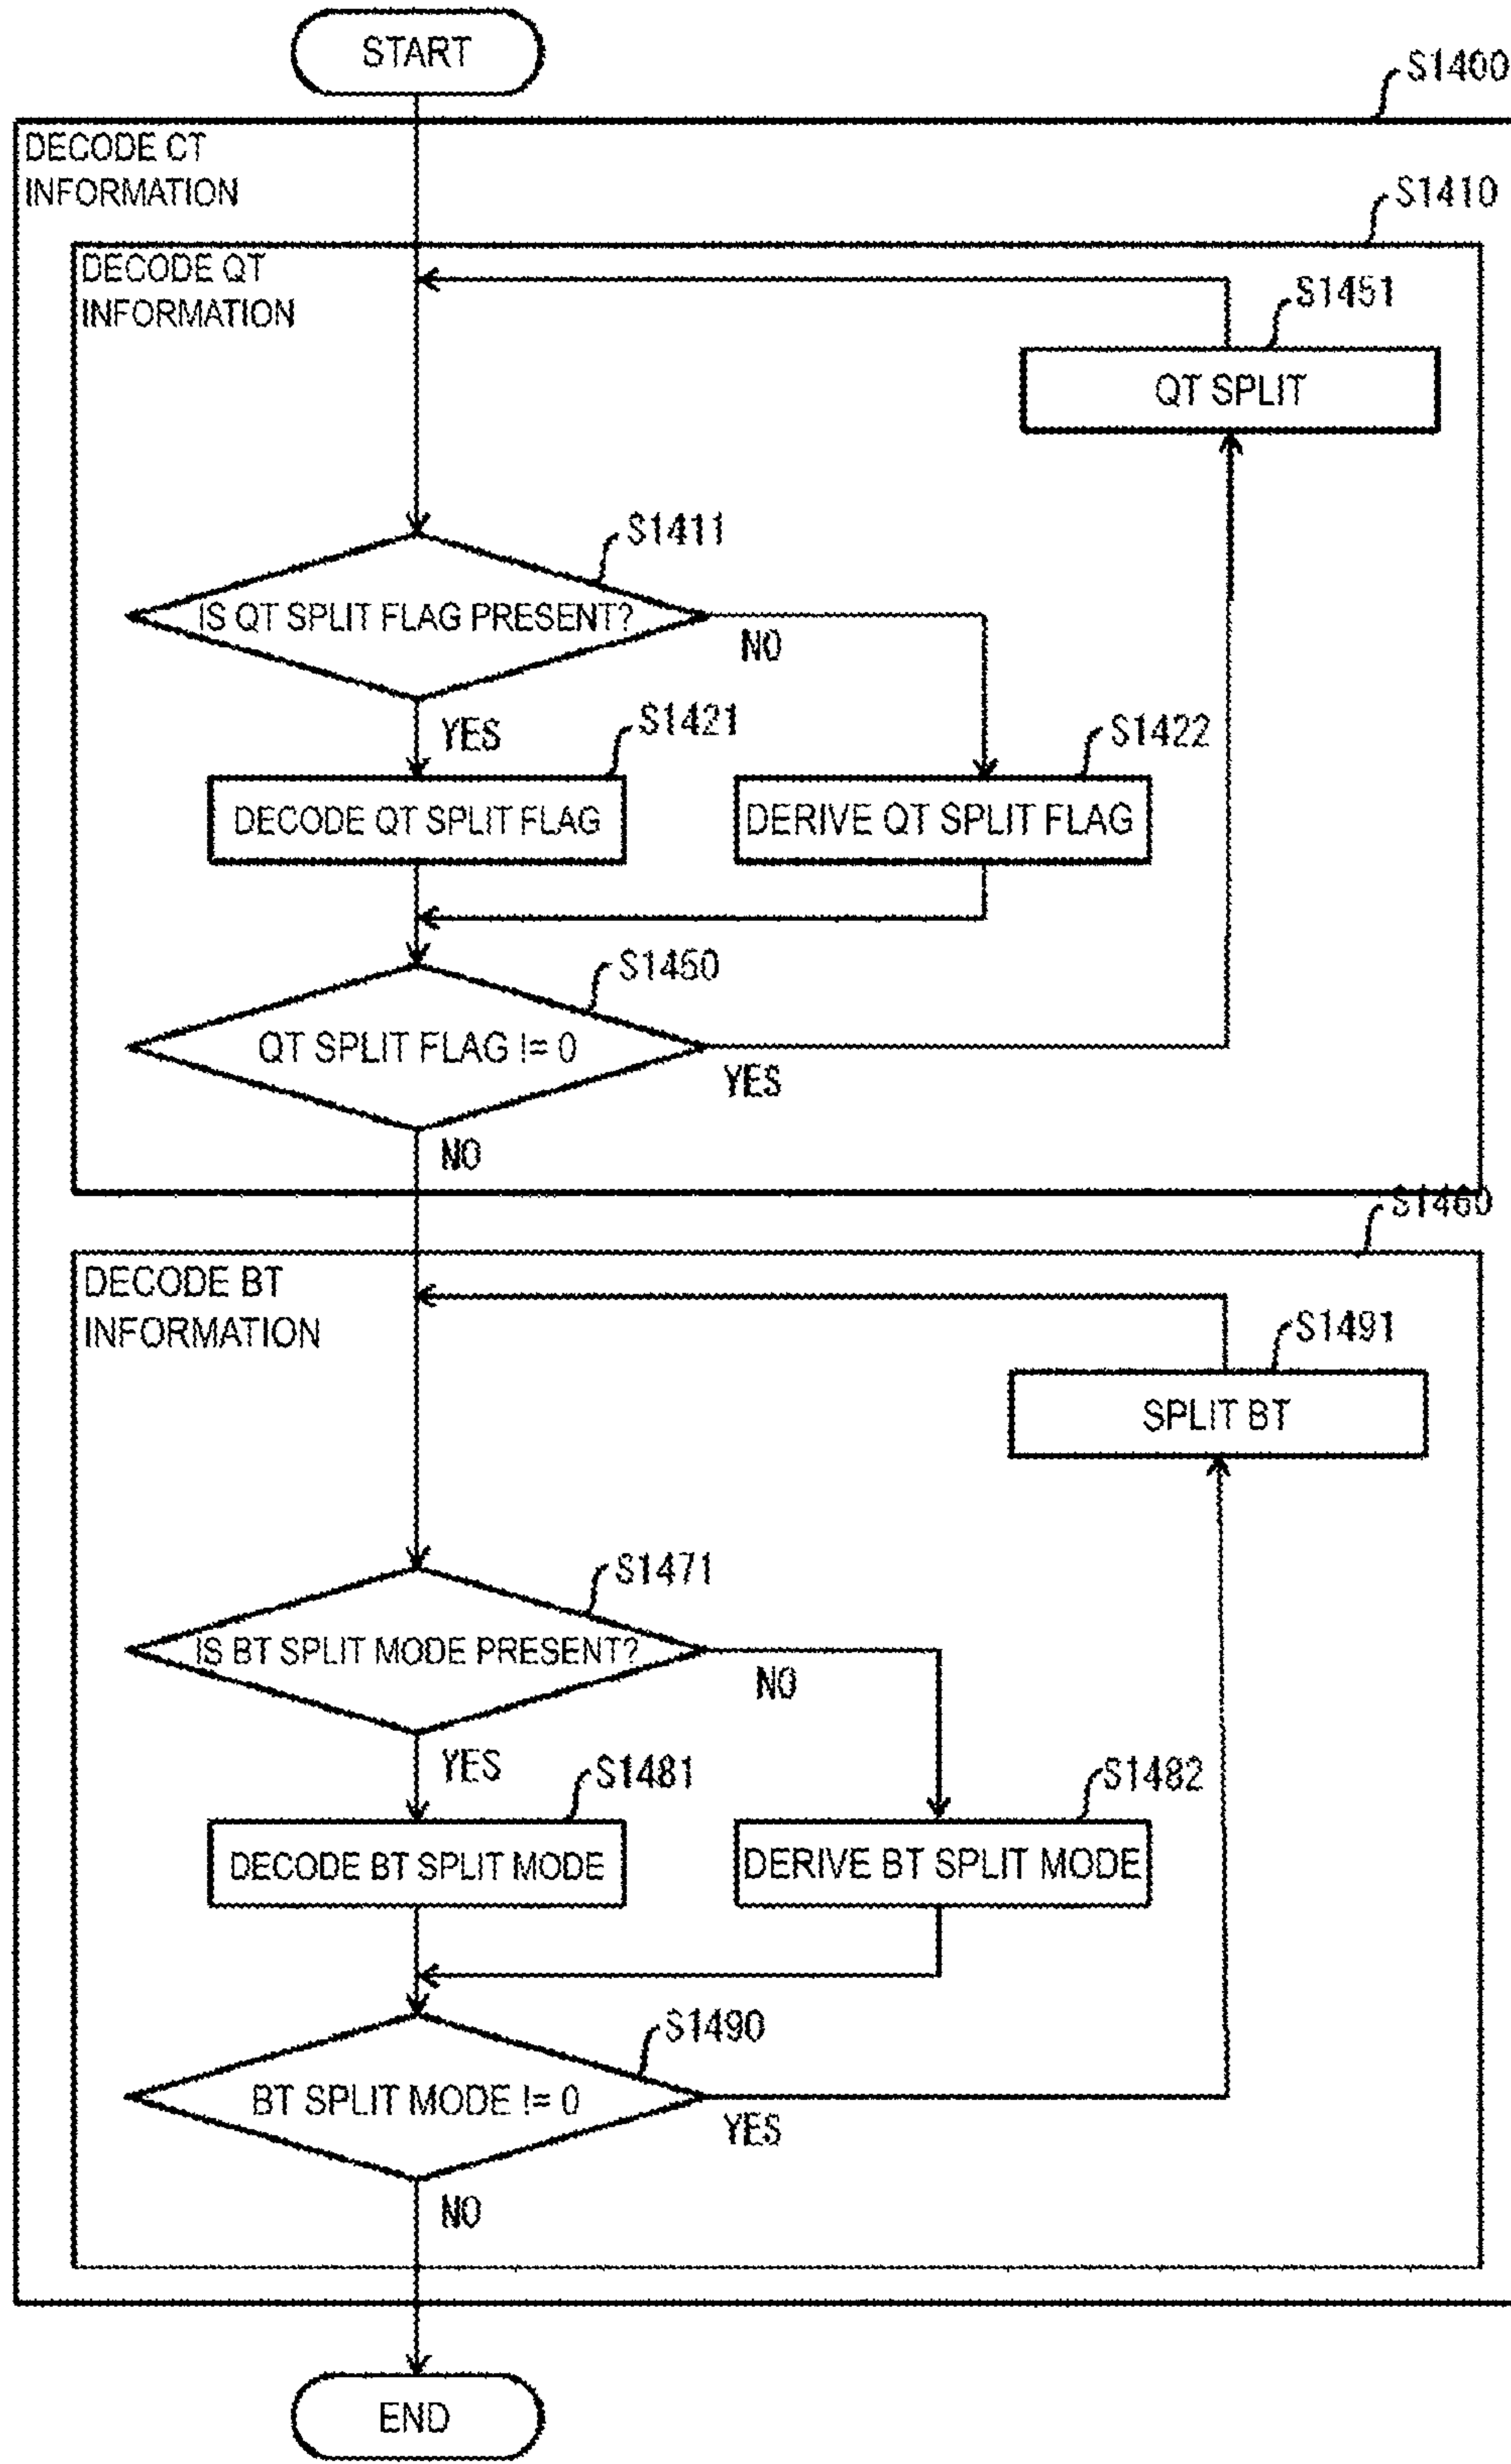 START
S1400
DECODE CT
INFORMATION
S1410
DECODE QT
INFORMATION
S1451
QT SPLIT
S1411
IS QT SPLIT FLAG PRESENT?
NO
YES
S1421
S1422
DECODE QT SPLIT FLAG
DERIVE QT SPLIT FLAG
S1450
QT SPLIT FLAG != 0
YES
NO
S1460
DECODE BT
INFORMATION
S1491
SPLIT BT
S1471
IS BT SPLIT MODE PRESENT?
NO
YES
S1481
S1482
DECODE BT SPLIT MODE
DERIVE BT SPLIT MODE
S1490
BT SPLIT MODE != 0
YES
NO
END